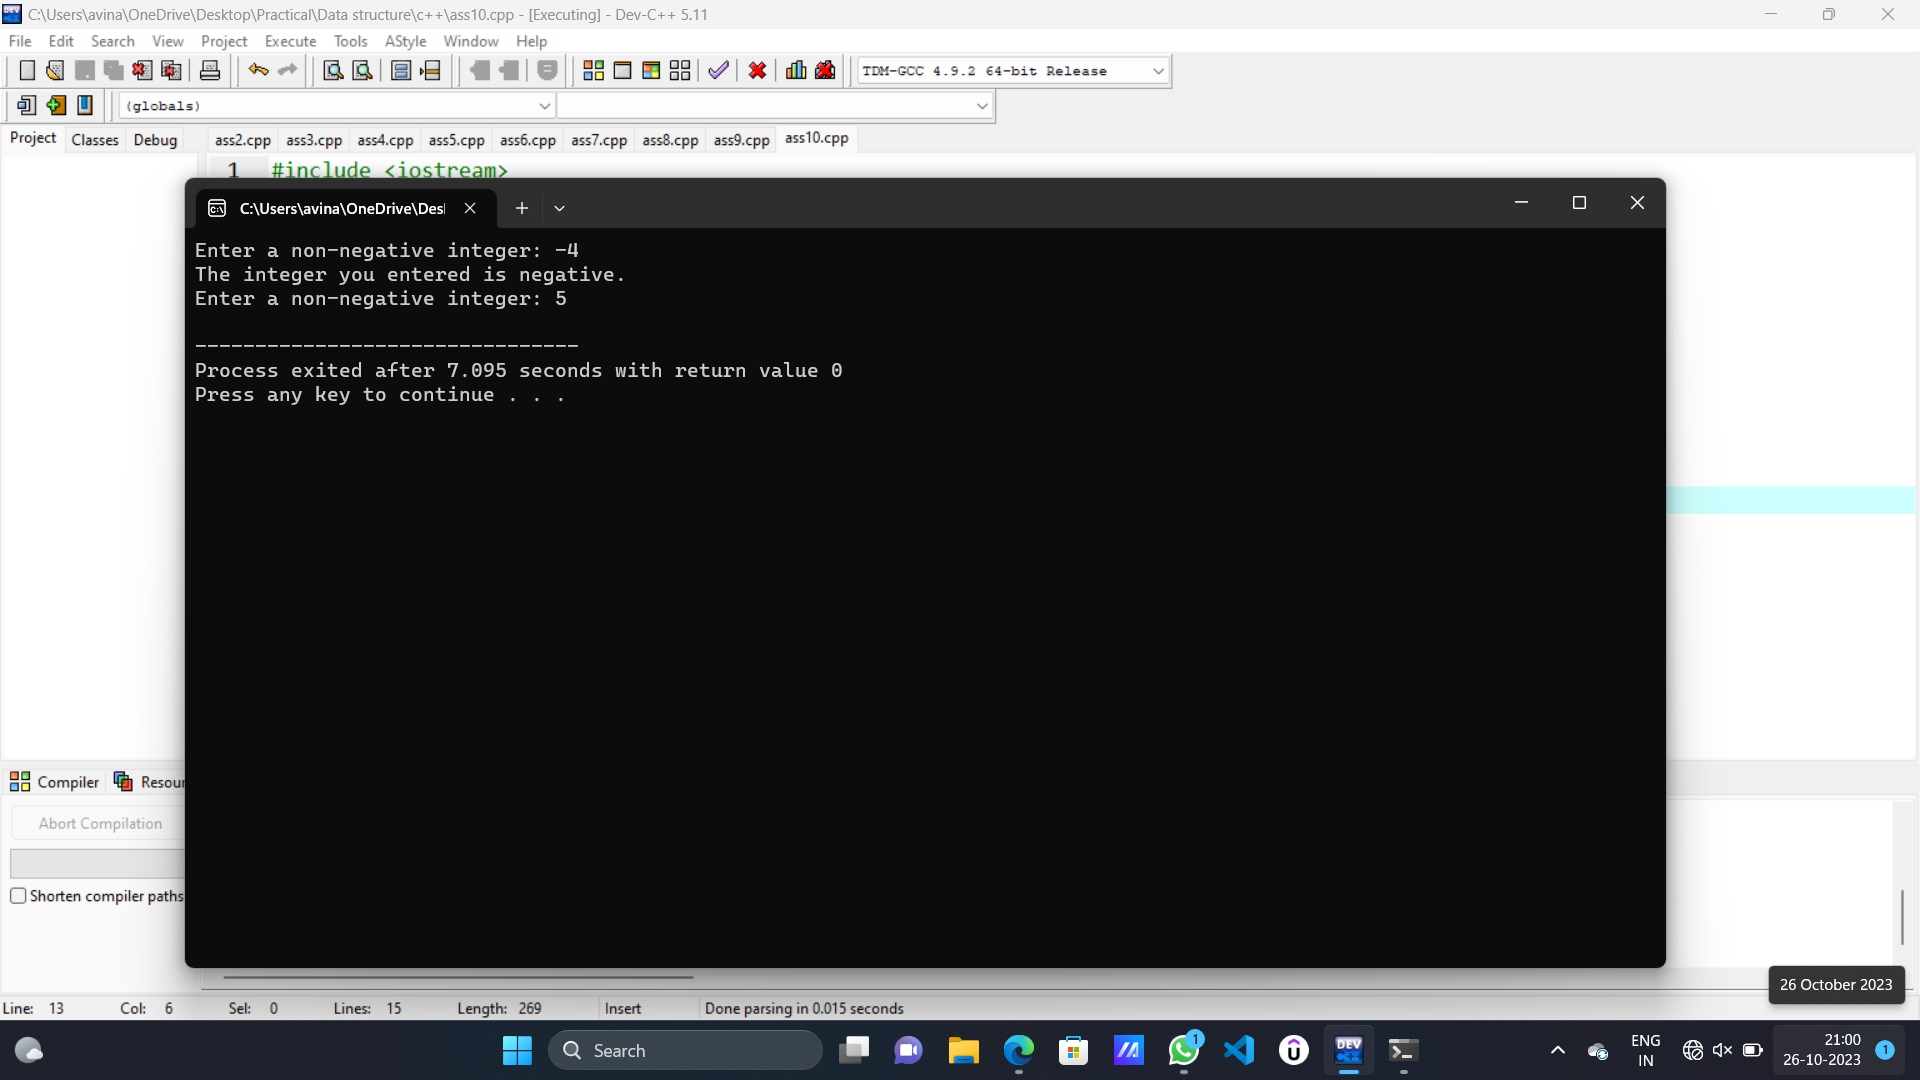 C:\Users\avina\OneDrive\Desktop\Practical\Data structure\c++\ass10.cpp - [Executing] - Dev-C++ 5.11
File Edit Search View Project Execute Tools AStyle Window Help
TDM-GCC 4.9.2 64-bit Release
(globals)
Project Classes Debug ass2.cpp ass3.cpp ass4.cpp ass5.cpp ass6.cpp ass7.cpp ass8.cpp ass9.cpp ass10.cpp
1 #include <iostream>
C:\Users\avina\OneDrive\Des
Enter a non-negative integer: -4
The integer you entered is negative.
Enter a non-negative integer: 5
--------------------------------
Process exited after 7.095 seconds with return value 0
Press any key to continue . . .
Compiler Resour
Abort Compilation
Shorten compiler paths
26 October 2023
Line: 13 Col: 6 Sel: 0 Lines: 15 Length: 269 Insert Done parsing in 0.015 seconds
Search
1
DEV
C++
ENG
IN
21:00
26-10-2023
1